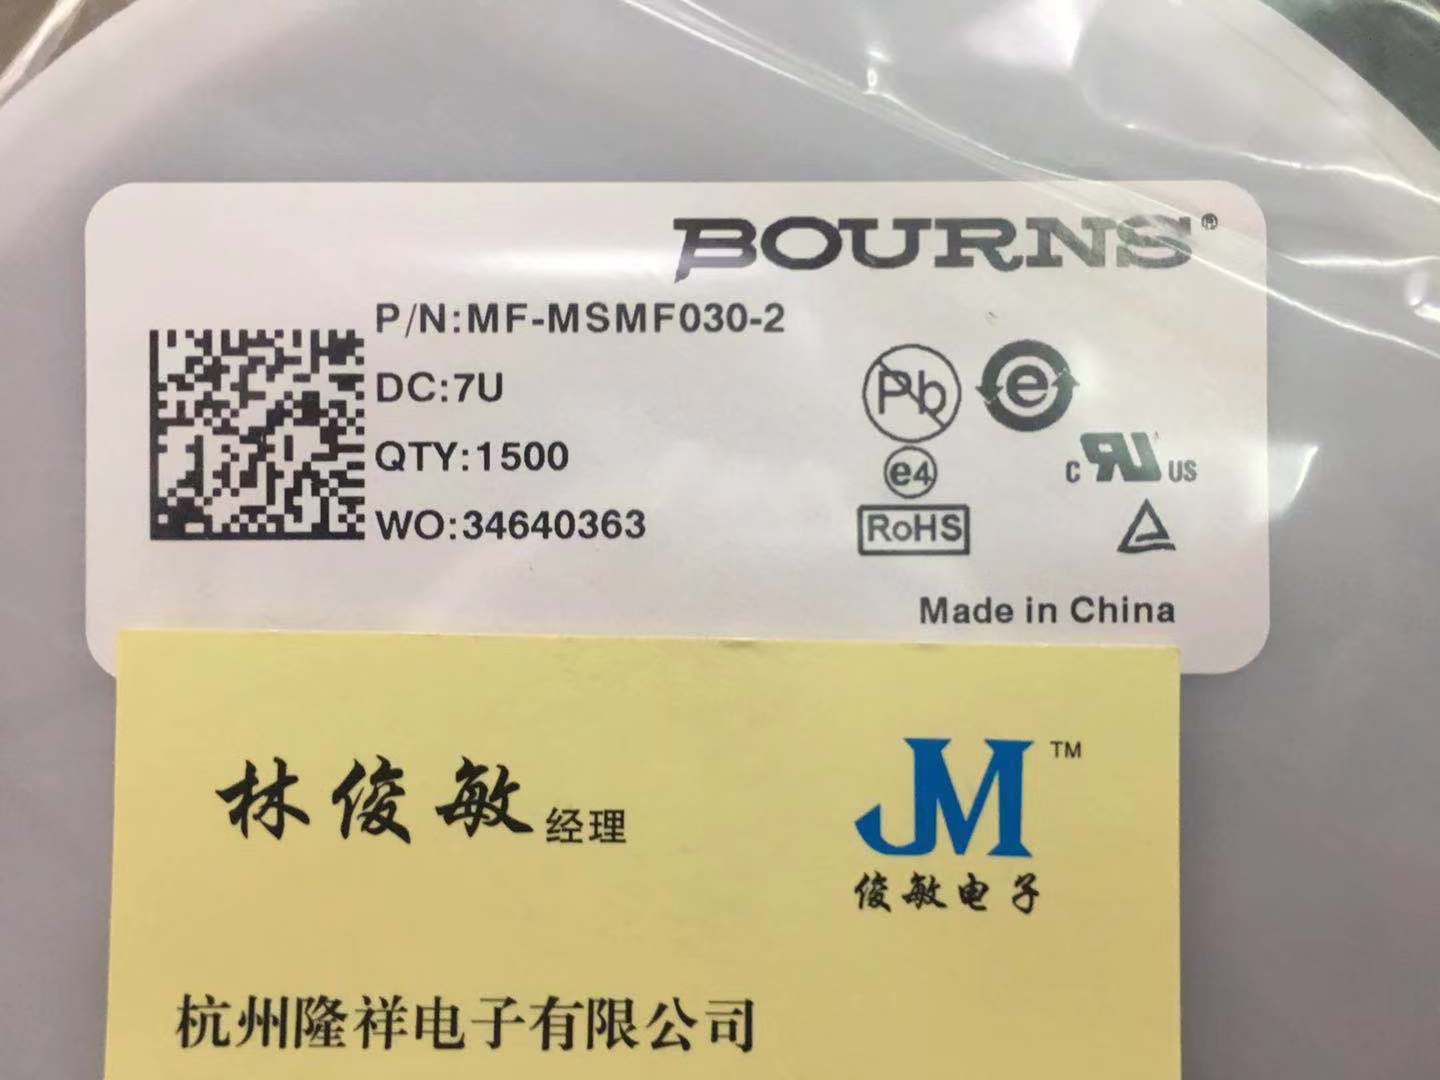 BOURNS®
P/N:MF-MSMF030-2
DC:7U
QTY:1500
WO:34640363
Pb
e
e4
RoHS
c RU US
Made in China
林俊敏 经理
JM™
俊敏电子
杭州隆祥电子有限公司